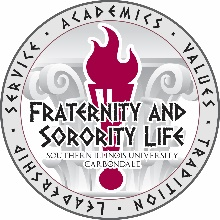 SERVICE • ACADEMICS • VALUES • TRADITION • LEADERSHIP •
FRATERNITY AND
SORORITY LIFE
SOUTHERN ILLINOIS UNIVERSITY
CARBONDALE